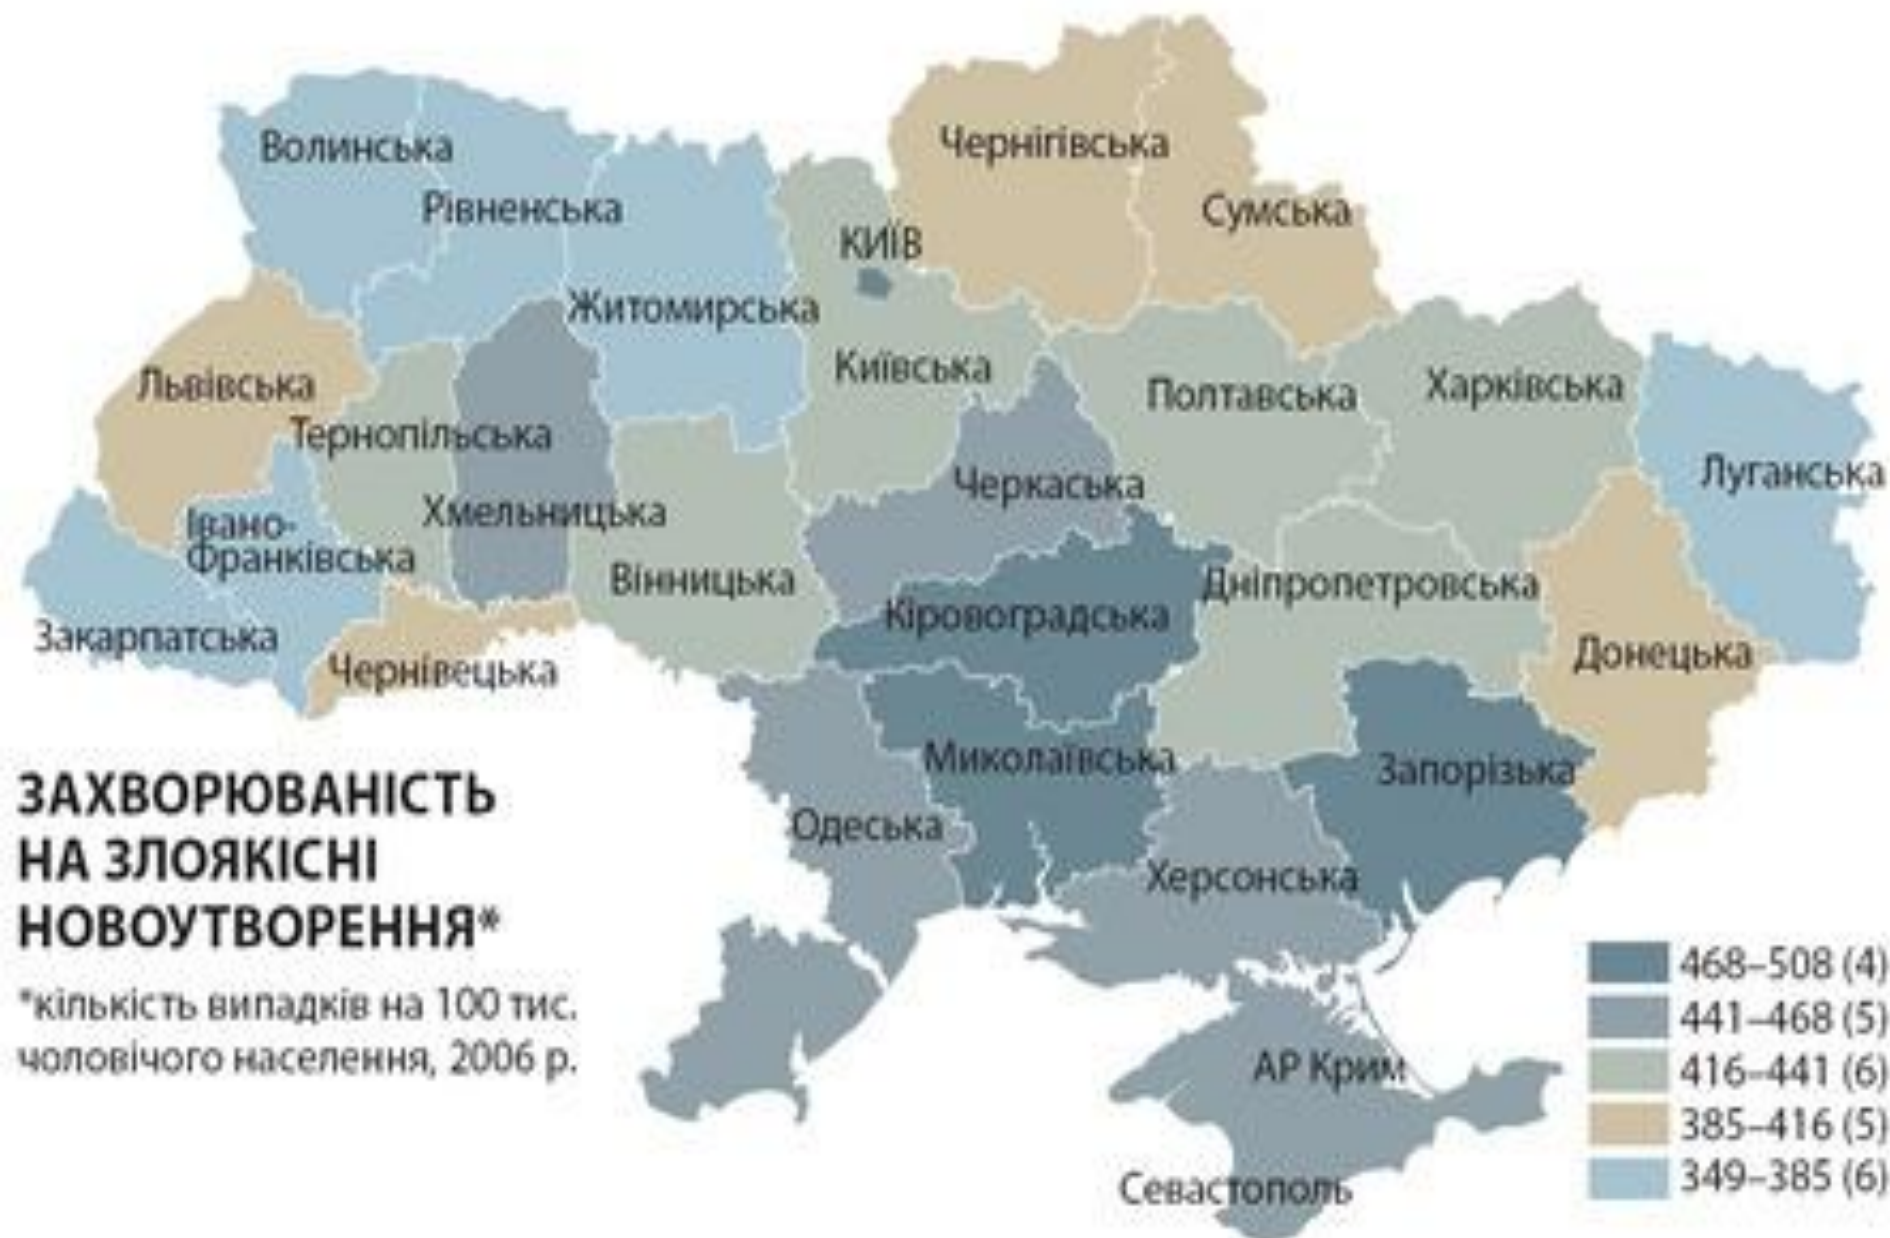 Волинська
Рівненська
Чернігівська
Сумська
КИЇВ
Житомирська
Київська
Львівська
Полтавська
Харківська
Тернопільська
Хмельницька
Черкаська
Луганська
Івано-
Франківська
Вінницька
Дніпропетровська
Кіровоградська
Закарпатська
Чернівецька
Донецька
Миколаївська
Запорізька
Одеська
Херсонська
АР Крим
Севастополь
ЗАХВОРЮВАНІСТЬ
НА ЗЛОЯКІСНІ
НОВОУТВОРЕННЯ*
*кількість випадків на 100 тис.
чоловічого населення, 2006 р.
468–508 (4)
441–468 (5)
416–441 (6)
385–416 (5)
349–385 (6)